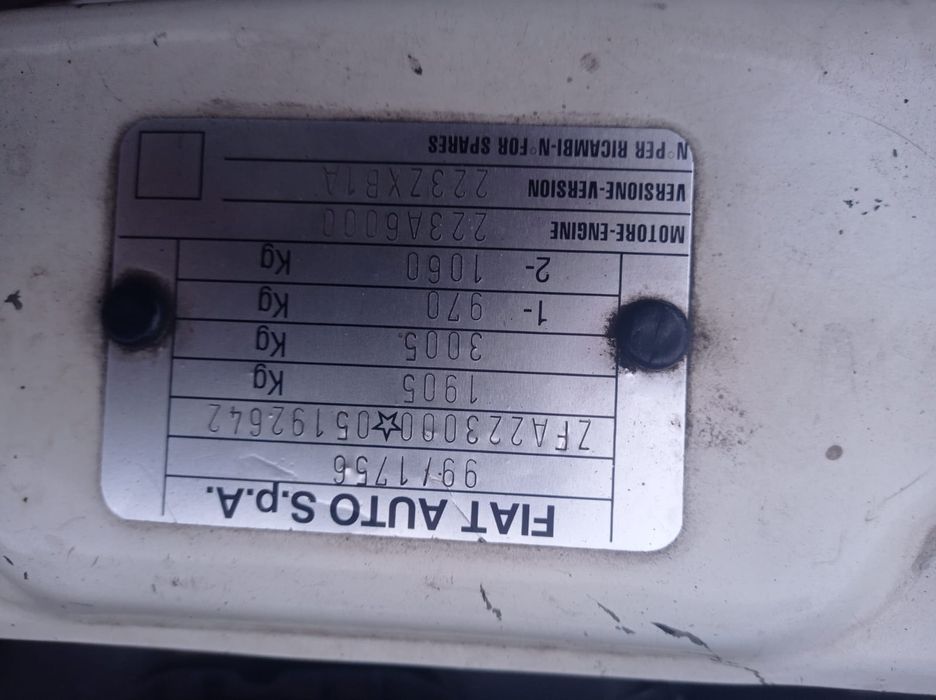 FIAT AUTO S.p.A.
99/1756
ZFA223000☆05192642
1905 Kg
3005 Kg
1- 970 Kg
2- 1060 Kg
MOTORE-ENGINE 223A6000
VERSIONE-VERSION 223ZXB1A
N° PER RICAMBI-N° FOR SPARES